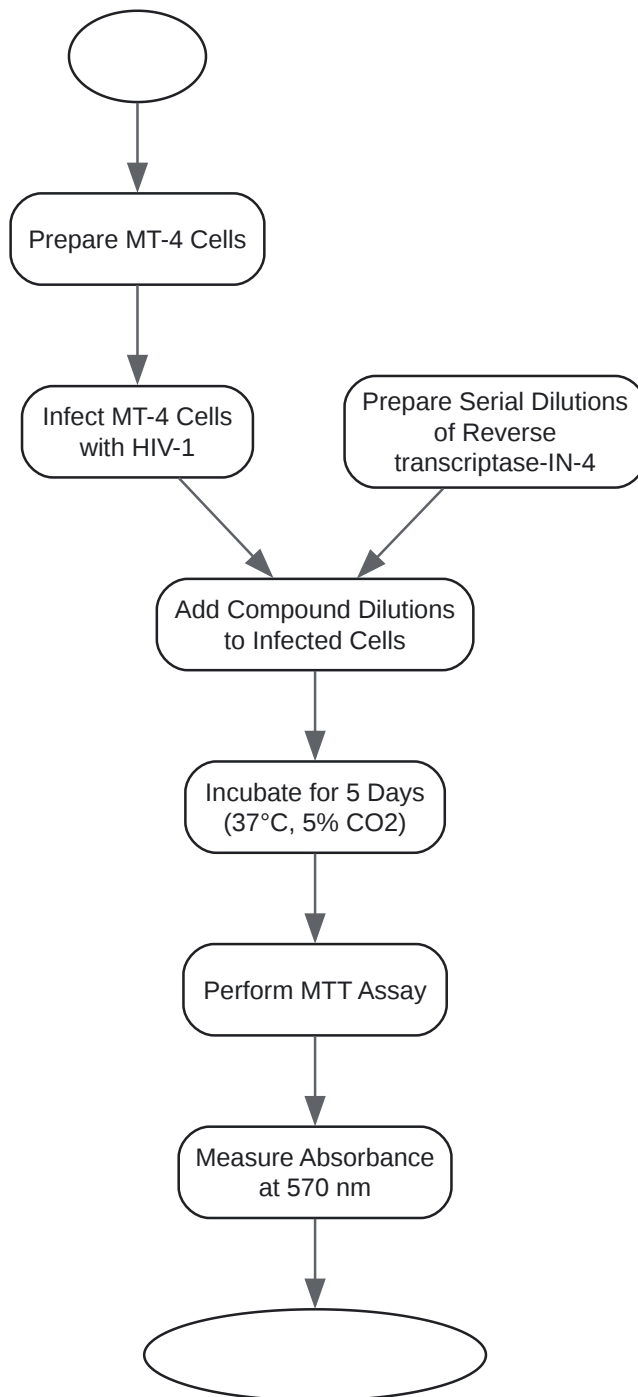 Prepare MT-4 Cells
Infect MT-4 Cells
with HIV-1
Prepare Serial Dilutions
of Reverse
transcriptase-IN-4
Add Compound Dilutions
to Infected Cells
Incubate for 5 Days
(37°C, 5% CO2)
Perform MTT Assay
Measure Absorbance
at 570 nm